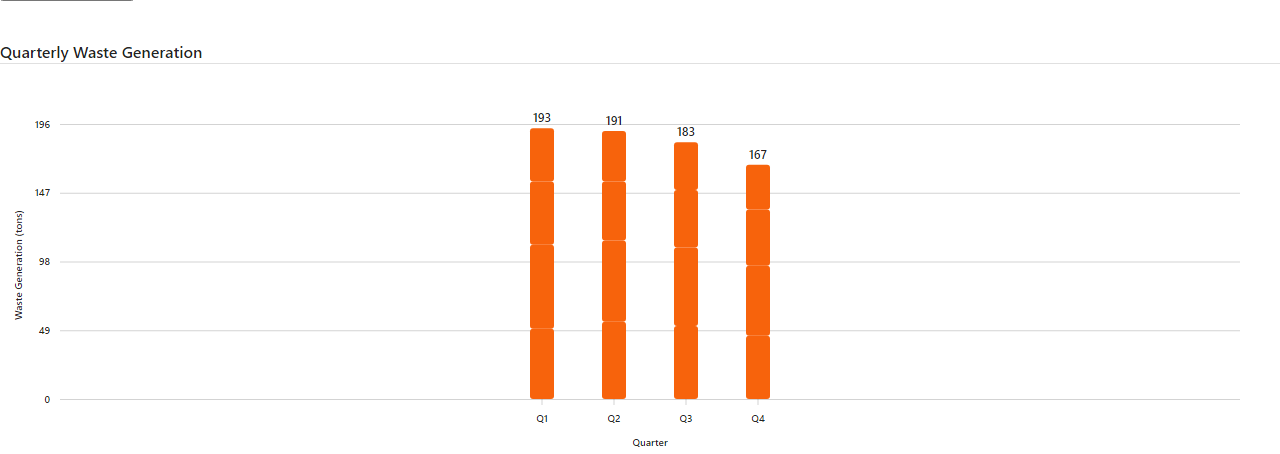 Quarterly Waste Generation
193
191
183
167
196
147
98
49
0
Waste Generation (tons)
Q1 Q2 Q3 Q4
Quarter